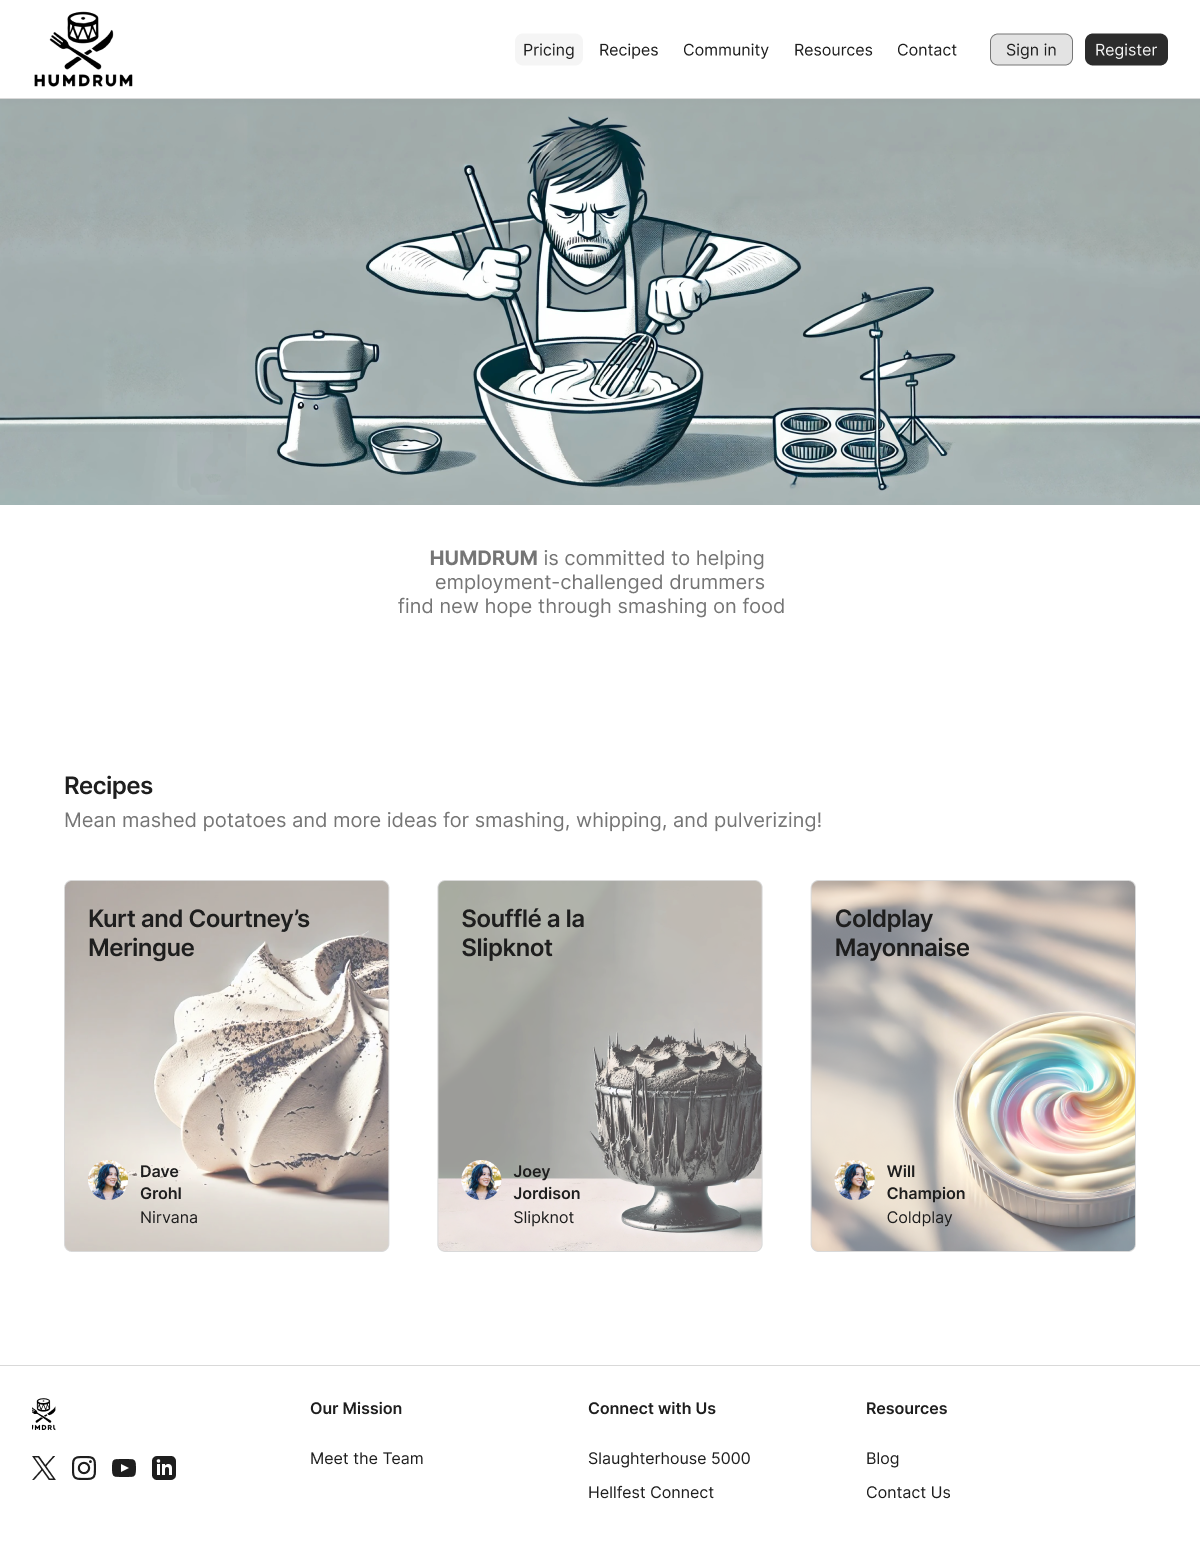 HUMDRUM
Pricing Recipes Community Resources Contact Sign in Register
HUMDRUM is committed to helping
employment-challenged drummers
find new hope through smashing on food
Recipes
Mean mashed potatoes and more ideas for smashing, whipping, and pulverizing!
Kurt and Courtney’s
Meringue
Dave
Grohl
Nirvana
Soufflé a la
Slipknot
Joey
Jordison
Slipknot
Coldplay
Mayonnaise
Will
Champion
Coldplay
Our Mission
Meet the Team
Connect with Us
Slaughterhouse 5000
Hellfest Connect
Resources
Blog
Contact Us